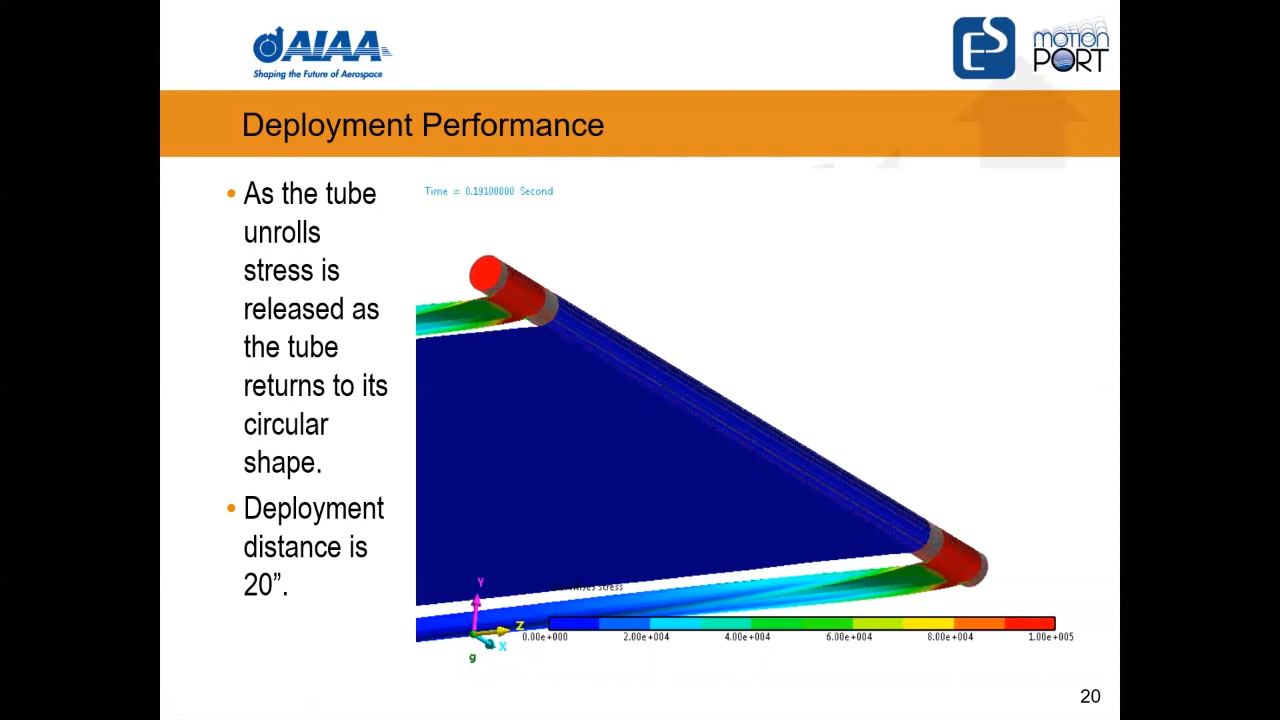 AIAA
Shaping the Future of Aerospace
ES
motion
PORT
Deployment Performance
Time = 0.19100000 Second
• As the tube
unrolls
stress is
released as
the tube
returns to its
circular
shape.
• Deployment
distance is
20”.
Y
Z
X
g
stress
0.00e+000 2.00e+004 4.00e+004 6.00e+004 8.00e+004 1.00e+005
20